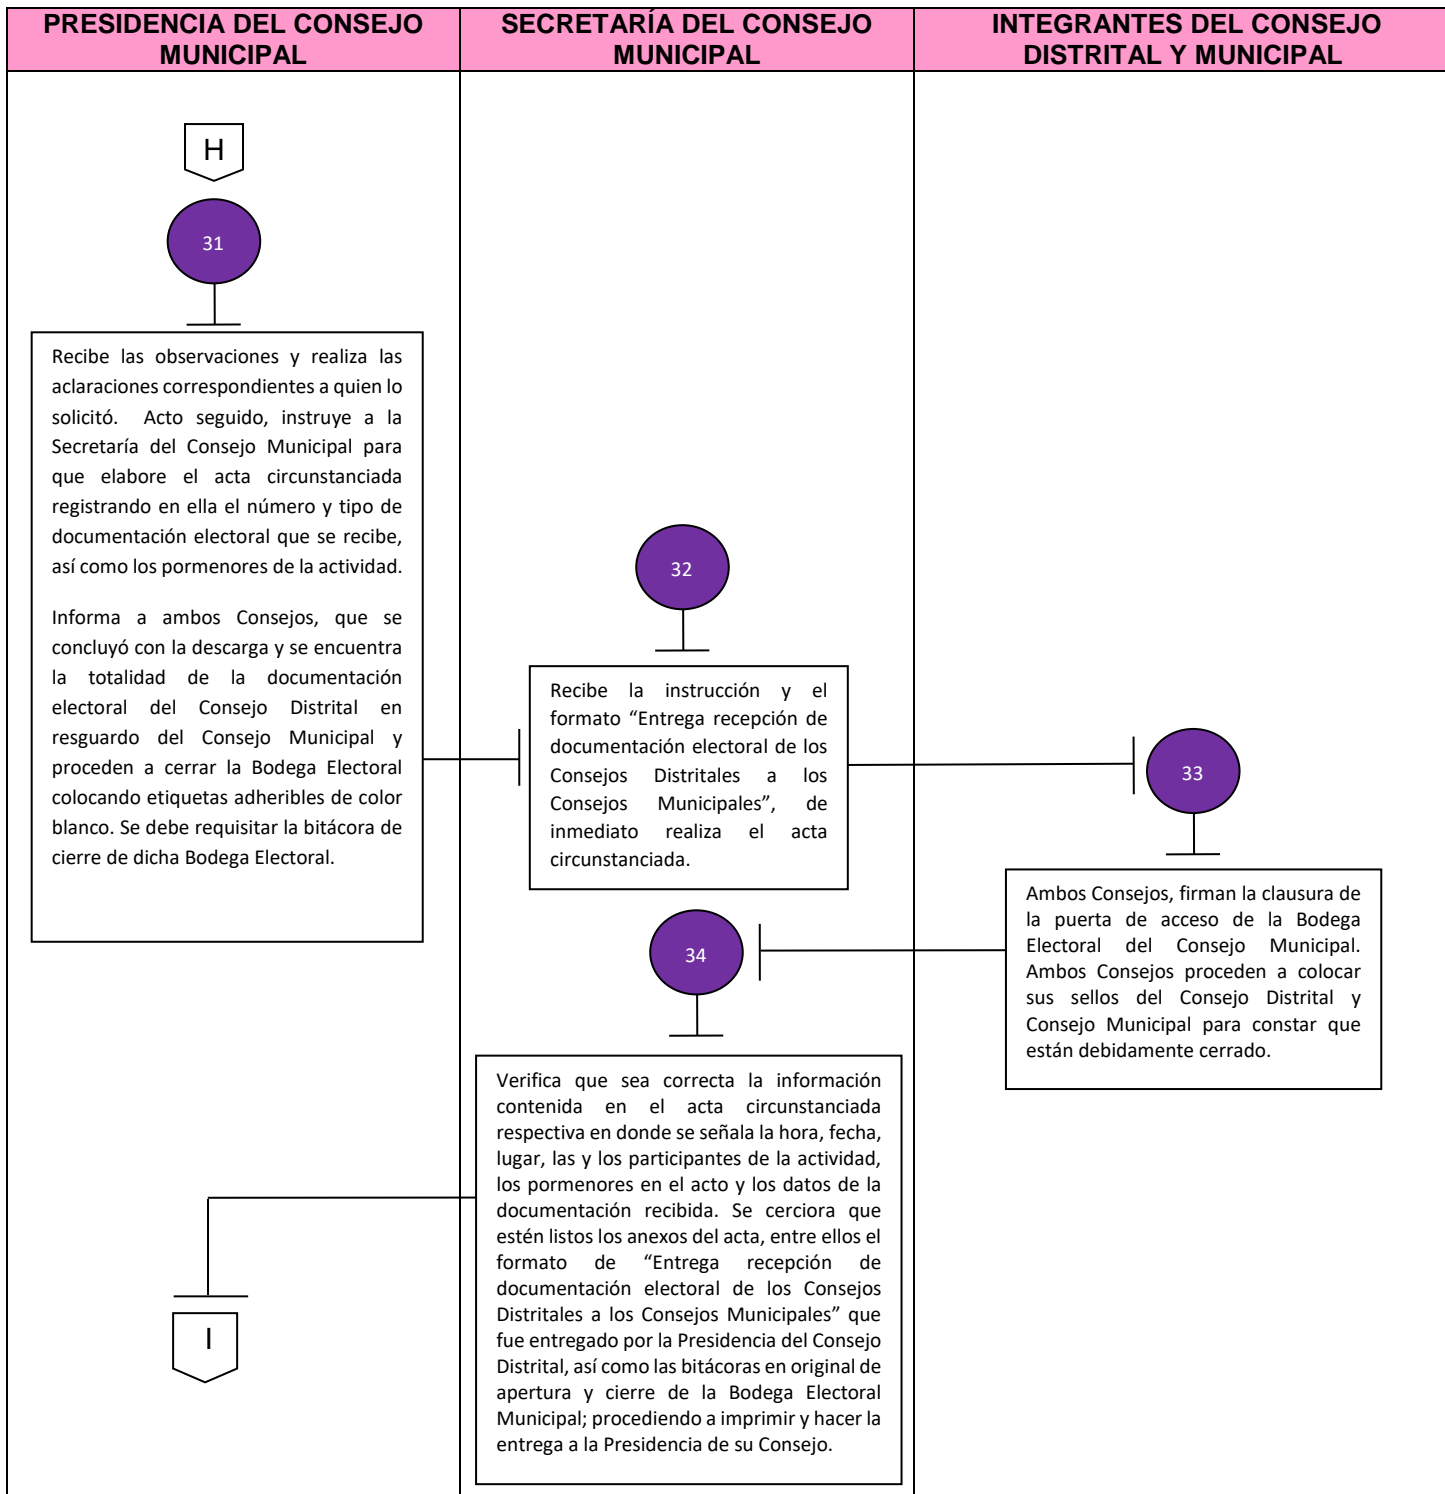 PRESIDENCIA DEL CONSEJO
MUNICIPAL
SECRETARÍA DEL CONSEJO
MUNICIPAL
INTEGRANTES DEL CONSEJO
DISTRITAL Y MUNICIPAL
H
31
Recibe las observaciones y realiza las
aclaraciones correspondientes a quien lo
solicitó. Acto seguido, instruye a la
Secretaría del Consejo Municipal para
que elabore el acta circunstanciada
registrando en ella el número y tipo de
documentación electoral que se recibe,
así como los pormenores de la actividad.
Informa a ambos Consejos, que se
concluyó con la descarga y se encuentra
la totalidad de la documentación
electoral del Consejo Distrital en
resguardo del Consejo Municipal y
proceden a cerrar la Bodega Electoral
colocando etiquetas adheribles de color
blanco. Se debe requisitar la bitácora de
cierre de dicha Bodega Electoral.
32
Recibe la instrucción y el
formato “Entrega recepción de
documentación electoral de los
Consejos Distritales a los
Consejos Municipales”, de
inmediato realiza el acta
circunstanciada.
33
Ambos Consejos, firman la clausura de
la puerta de acceso de la Bodega
Electoral del Consejo Municipal.
Ambos Consejos proceden a colocar
sus sellos del Consejo Distrital y
Consejo Municipal para constar que
están debidamente cerrado.
34
Verifica que sea correcta la información
contenida en el acta circunstanciada
respectiva en donde se señala la hora, fecha,
lugar, las y los participantes de la actividad,
los pormenores en el acto y los datos de la
documentación recibida. Se cerciora que
estén listos los anexos del acta, entre ellos el
formato de “Entrega recepción de
documentación electoral de los Consejos
Distritales a los Consejos Municipales” que
fue entregado por la Presidencia del Consejo
Distrital, así como las bitácoras en original de
apertura y cierre de la Bodega Electoral
Municipal; procediendo a imprimir y hacer la
entrega a la Presidencia de su Consejo.
I